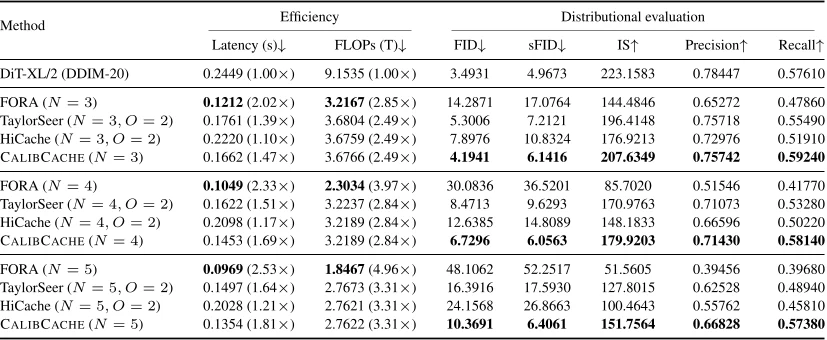 Method Efficiency Distributional evaluation
Latency (s)↓ FLOPs (T)↓ FID↓ sFID↓ IS↑ Precision↑ Recall↑
DiT-XL/2 (DDIM-20) 0.2449 (1.00×) 9.1535 (1.00×) 3.4931 4.9673 223.1583 0.78447 0.57610
FORA (N = 3) 0.1212 (2.02×) 3.2167 (2.85×) 14.2871 17.0764 144.4846 0.65272 0.47860
TaylorSeer (N = 3, O = 2) 0.1761 (1.39×) 3.6804 (2.49×) 5.3006 7.2121 196.4148 0.75718 0.55490
HiCache (N = 3, O = 2) 0.2220 (1.10×) 3.6759 (2.49×) 7.8976 10.8324 176.9213 0.72976 0.51910
CALIBCACHE (N = 3) 0.1662 (1.47×) 3.6766 (2.49×) 4.1941 6.1416 207.6349 0.75742 0.59240
FORA (N = 4) 0.1049 (2.33×) 2.3034 (3.97×) 30.0836 36.5201 85.7020 0.51546 0.41770
TaylorSeer (N = 4, O = 2) 0.1622 (1.51×) 3.2237 (2.84×) 8.4713 9.6293 170.9763 0.71073 0.53280
HiCache (N = 4, O = 2) 0.2098 (1.17×) 3.2189 (2.84×) 12.6385 14.8089 148.1833 0.66596 0.50220
CALIBCACHE (N = 4) 0.1453 (1.69×) 3.2189 (2.84×) 6.7296 6.0563 179.9203 0.71430 0.58140
FORA (N = 5) 0.0969 (2.53×) 1.8467 (4.96×) 48.1062 52.2517 51.5605 0.39456 0.39680
TaylorSeer (N = 5, O = 2) 0.1497 (1.64×) 2.7673 (3.31×) 16.3916 17.5930 127.8015 0.62528 0.48940
HiCache (N = 5, O = 2) 0.2028 (1.21×) 2.7621 (3.31×) 24.1568 26.8663 100.4643 0.55762 0.45810
CALIBCACHE (N = 5) 0.1354 (1.81×) 2.7622 (3.31×) 10.3691 6.4061 151.7564 0.66828 0.57380